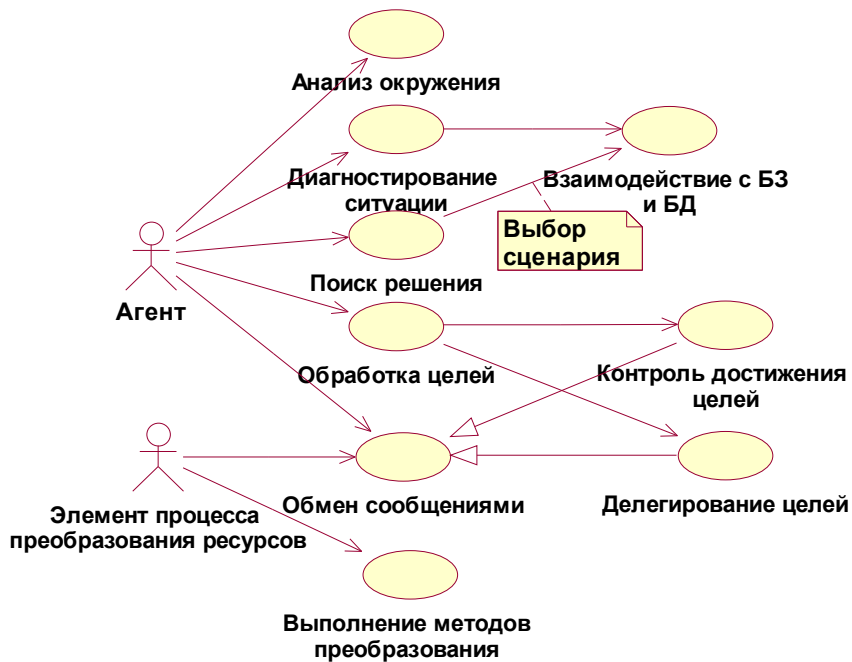 Анализ окружения
Диагностирование
ситуации
Взаимодействие с БЗ
и БД
Выбор
сценария
Поиск решения
Агент
Обработка целей
Контроль достижения
целей
Обмен сообщениями
Делегирование целей
Элемент процесса
преобразования ресурсов
Выполнение методов
преобразования